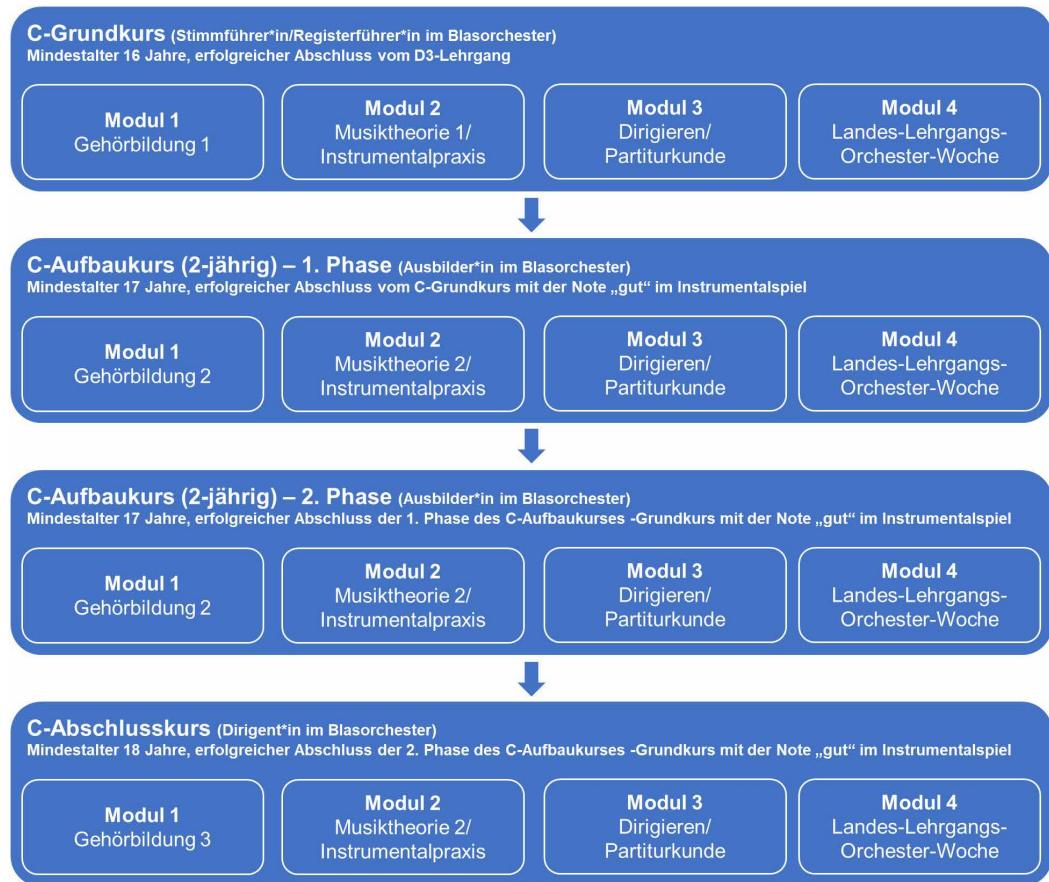 C-Grundkurs (Stimmführer*in/Registerführer*in im Blasorchester)
Mindestalter 16 Jahre, erfolgreicher Abschluss vom D3-Lehrgang
Modul 1
Gehörbildung 1
Modul 2
Musiktheorie 1/
Instrumentalpraxis
Modul 3
Dirigieren/
Partiturkunde
Modul 4
Landes-Lehrgangs-
Orchester-Woche
C-Aufbaukurs (2-jährig) – 1. Phase (Ausbilder*in im Blasorchester)
Mindestalter 17 Jahre, erfolgreicher Abschluss vom C-Grundkurs mit der Note „gut“ im Instrumentalspiel
Modul 1
Gehörbildung 2
Modul 2
Musiktheorie 2/
Instrumentalpraxis
Modul 3
Dirigieren/
Partiturkunde
Modul 4
Landes-Lehrgangs-
Orchester-Woche
C-Aufbaukurs (2-jährig) – 2. Phase (Ausbilder*in im Blasorchester)
Mindestalter 17 Jahre, erfolgreicher Abschluss der 1. Phase des C-Aufbaukurses -Grundkurs mit der Note „gut“ im Instrumentalspiel
Modul 1
Gehörbildung 2
Modul 2
Musiktheorie 2/
Instrumentalpraxis
Modul 3
Dirigieren/
Partiturkunde
Modul 4
Landes-Lehrgangs-
Orchester-Woche
C-Abschlusskurs (Dirigent*in im Blasorchester)
Mindestalter 18 Jahre, erfolgreicher Abschluss der 2. Phase des C-Aufbaukurses -Grundkurs mit der Note „gut“ im Instrumentalspiel
Modul 1
Gehörbildung 3
Modul 2
Musiktheorie 2/
Instrumentalpraxis
Modul 3
Dirigieren/
Partiturkunde
Modul 4
Landes-Lehrgangs-
Orchester-Woche